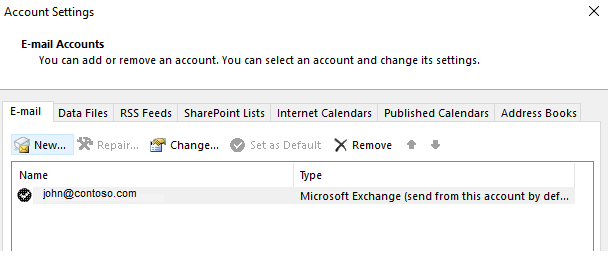 Account Settings
E-mail Accounts
You can add or remove an account. You can select an account and change its settings.
E-mail Data Files RSS Feeds SharePoint Lists Internet Calendars Published Calendars Address Books
New... Repair... Change... Set as Default Remove
Name Type
john@contoso.com Microsoft Exchange (send from this account by def...